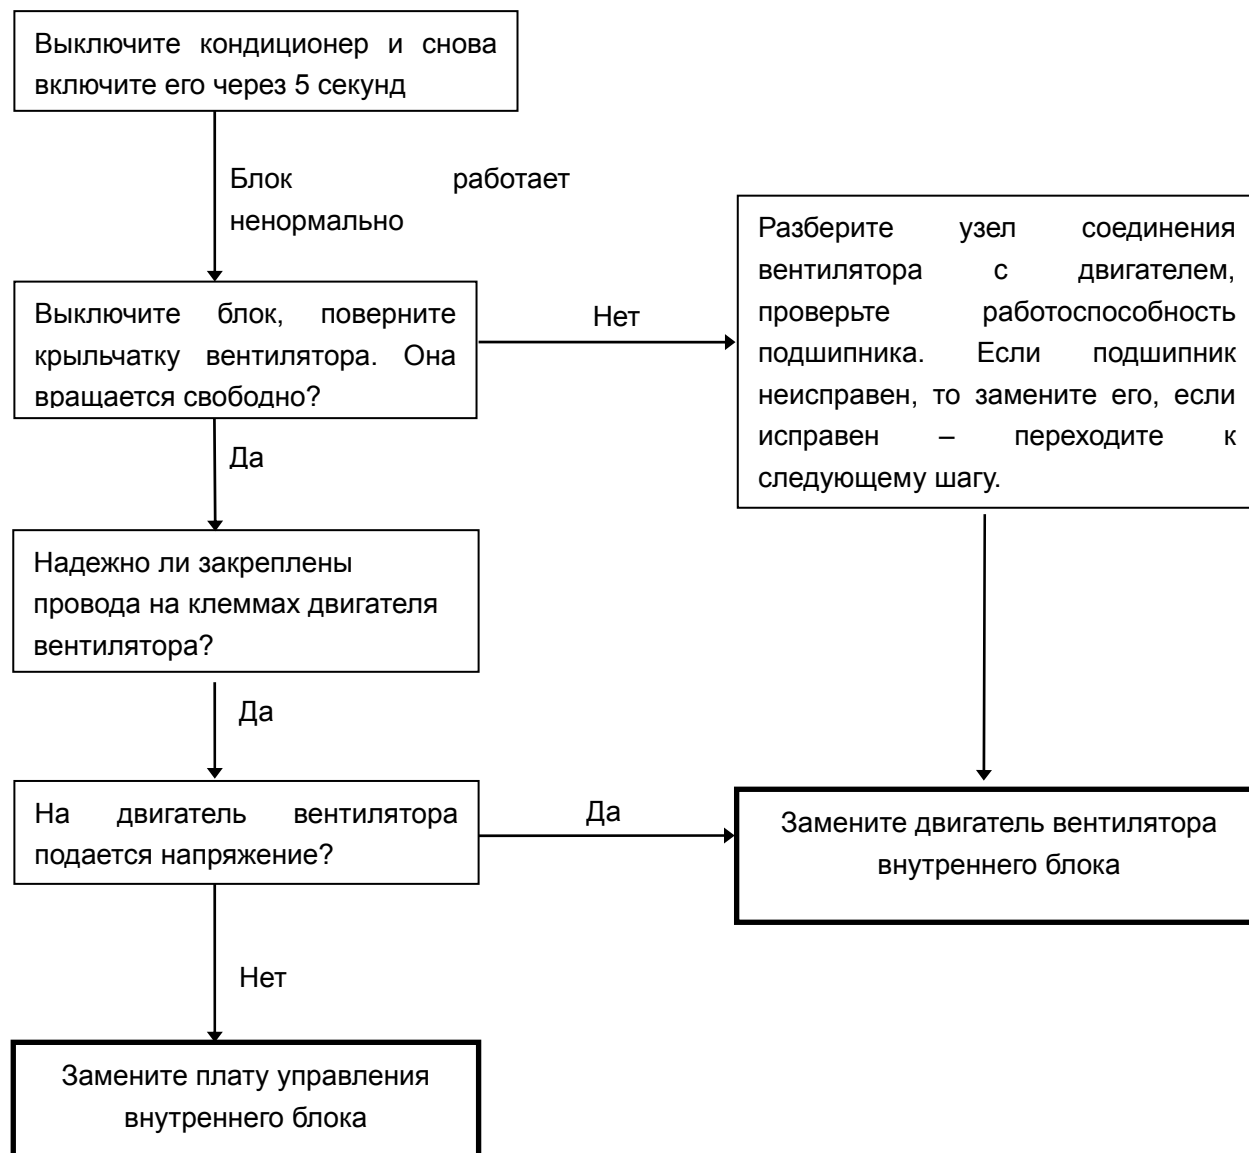 Выключите кондиционер и снова
включите его через 5 секунд
Блок работает
ненормально
Выключите блок, поверните
крыльчатку вентилятора. Она
вращается свободно?
Нет
Разберите узел соединения
вентилятора с двигателем,
проверьте работоспособность
подшипника. Если подшипник
неисправен, то замените его, если
исправен – переходите к
следующему шагу.
Да
Надежно ли закреплены
провода на клеммах двигателя
вентилятора?
Да
На двигатель вентилятора
подается напряжение?
Да
Замените двигатель вентилятора
внутреннего блока
Нет
Замените плату управления
внутреннего блока